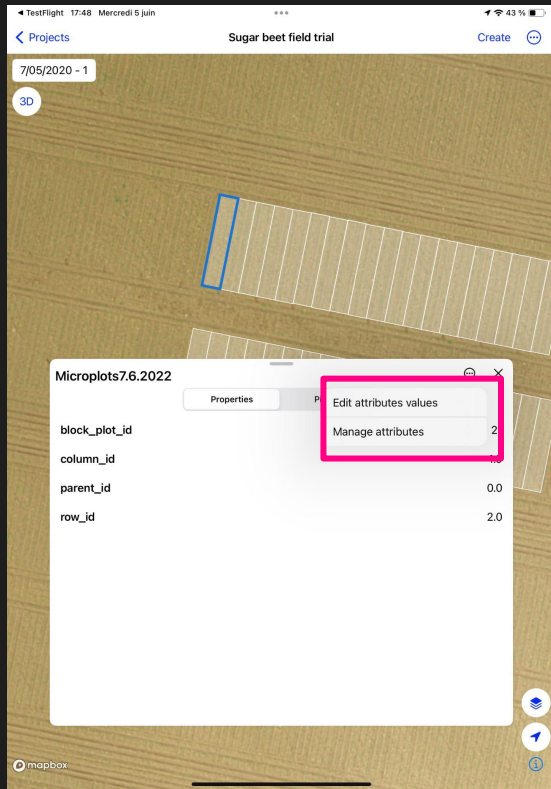 ◀ TestFlight 17:48 Mercredi 5 juin 43 %
Projects Sugar beet field trial Create
7/05/2020 - 1
3D
Microplots7.6.2022
Properties
Edit attributes values
Manage attributes
block_plot_id
column_id
parent_id 0.0
row_id 2.0
mapbox